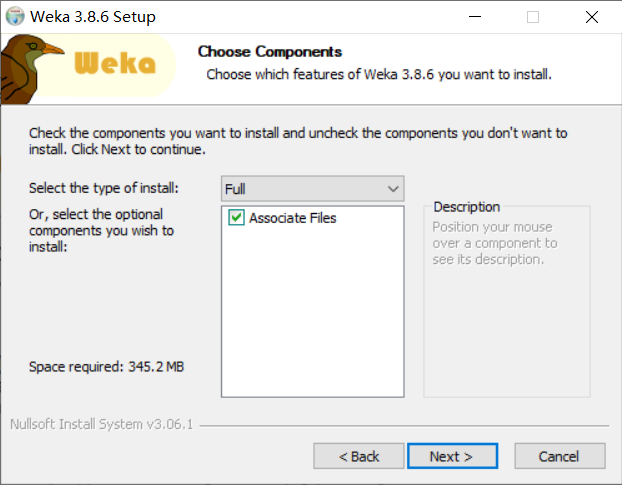 Weka 3.8.6 Setup
Weka
Choose Components
Choose which features of Weka 3.8.6 you want to install.
Check the components you want to install and uncheck the components you don't want to
install. Click Next to continue.
Select the type of install:
Full
Or, select the optional
components you wish to
install:
Associate Files
Description
Position your mouse
over a component to
see its description.
Space required: 345.2 MB
Nullsoft Install System v3.06.1
< Back
Next >
Cancel